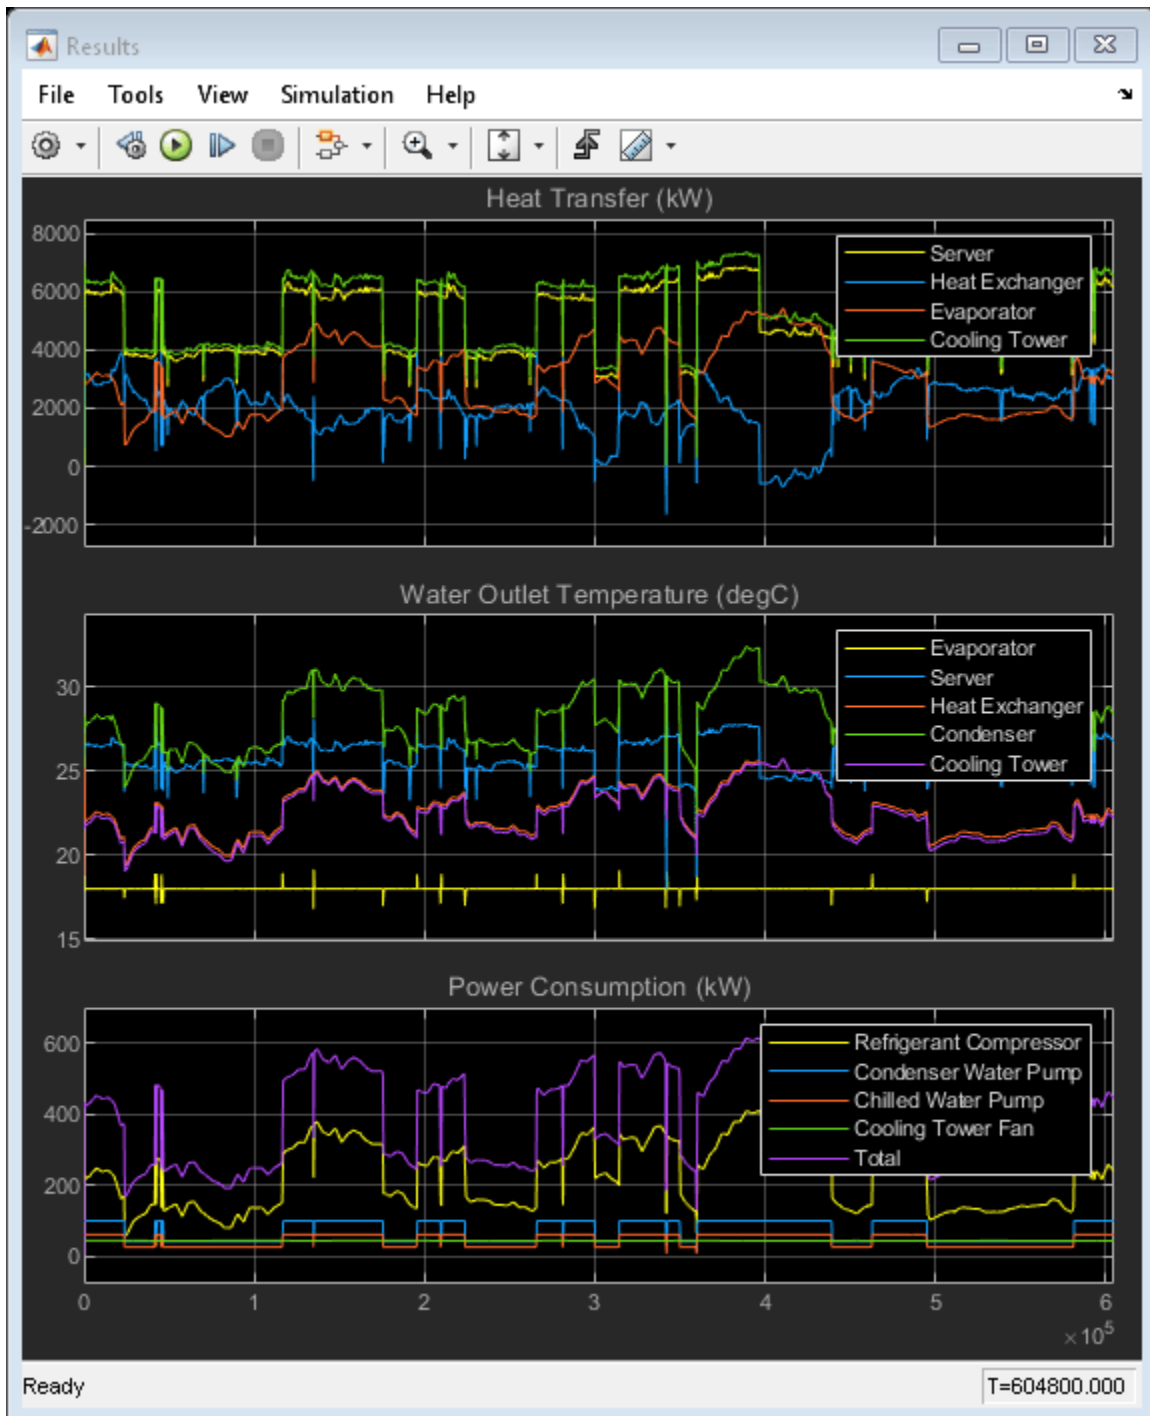 Results
File Tools View Simulation Help
Heat Transfer (kW)
8000
6000
4000
2000
0
-2000
Server
Heat Exchanger
Evaporator
Cooling Tower
Water Outlet Temperature (degC)
30
25
20
15
Evaporator
Server
Heat Exchanger
Condenser
Cooling Tower
Power Consumption (kW)
600
400
200
0
Refrigerant Compressor
Condenser Water Pump
Chilled Water Pump
Cooling Tower Fan
Total
0 1 2 3 4 5 6
×10⁵
Ready T=604800.000